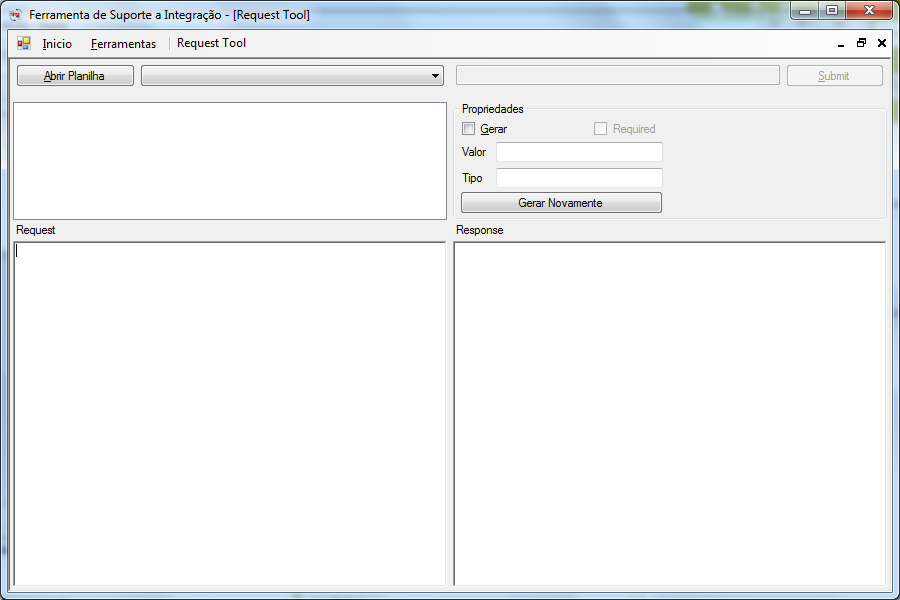 Ferramenta de Suporte a Integração - [Request Tool]
Inicio Ferramentas Request Tool
Abrir Planilha Submit
Propriedades
Gerar Required
Valor
Tipo
Gerar Novamente
Request Response